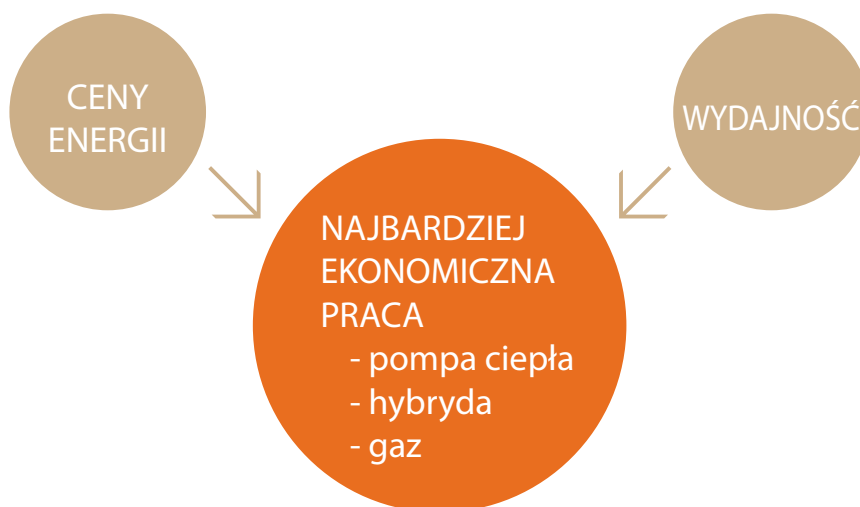 CENY
ENERGII
WYDAJNOŚĆ
NAJBARDZIEJ
EKONOMICZNA
PRACA
- pompa ciepła
- hybryda
- gaz